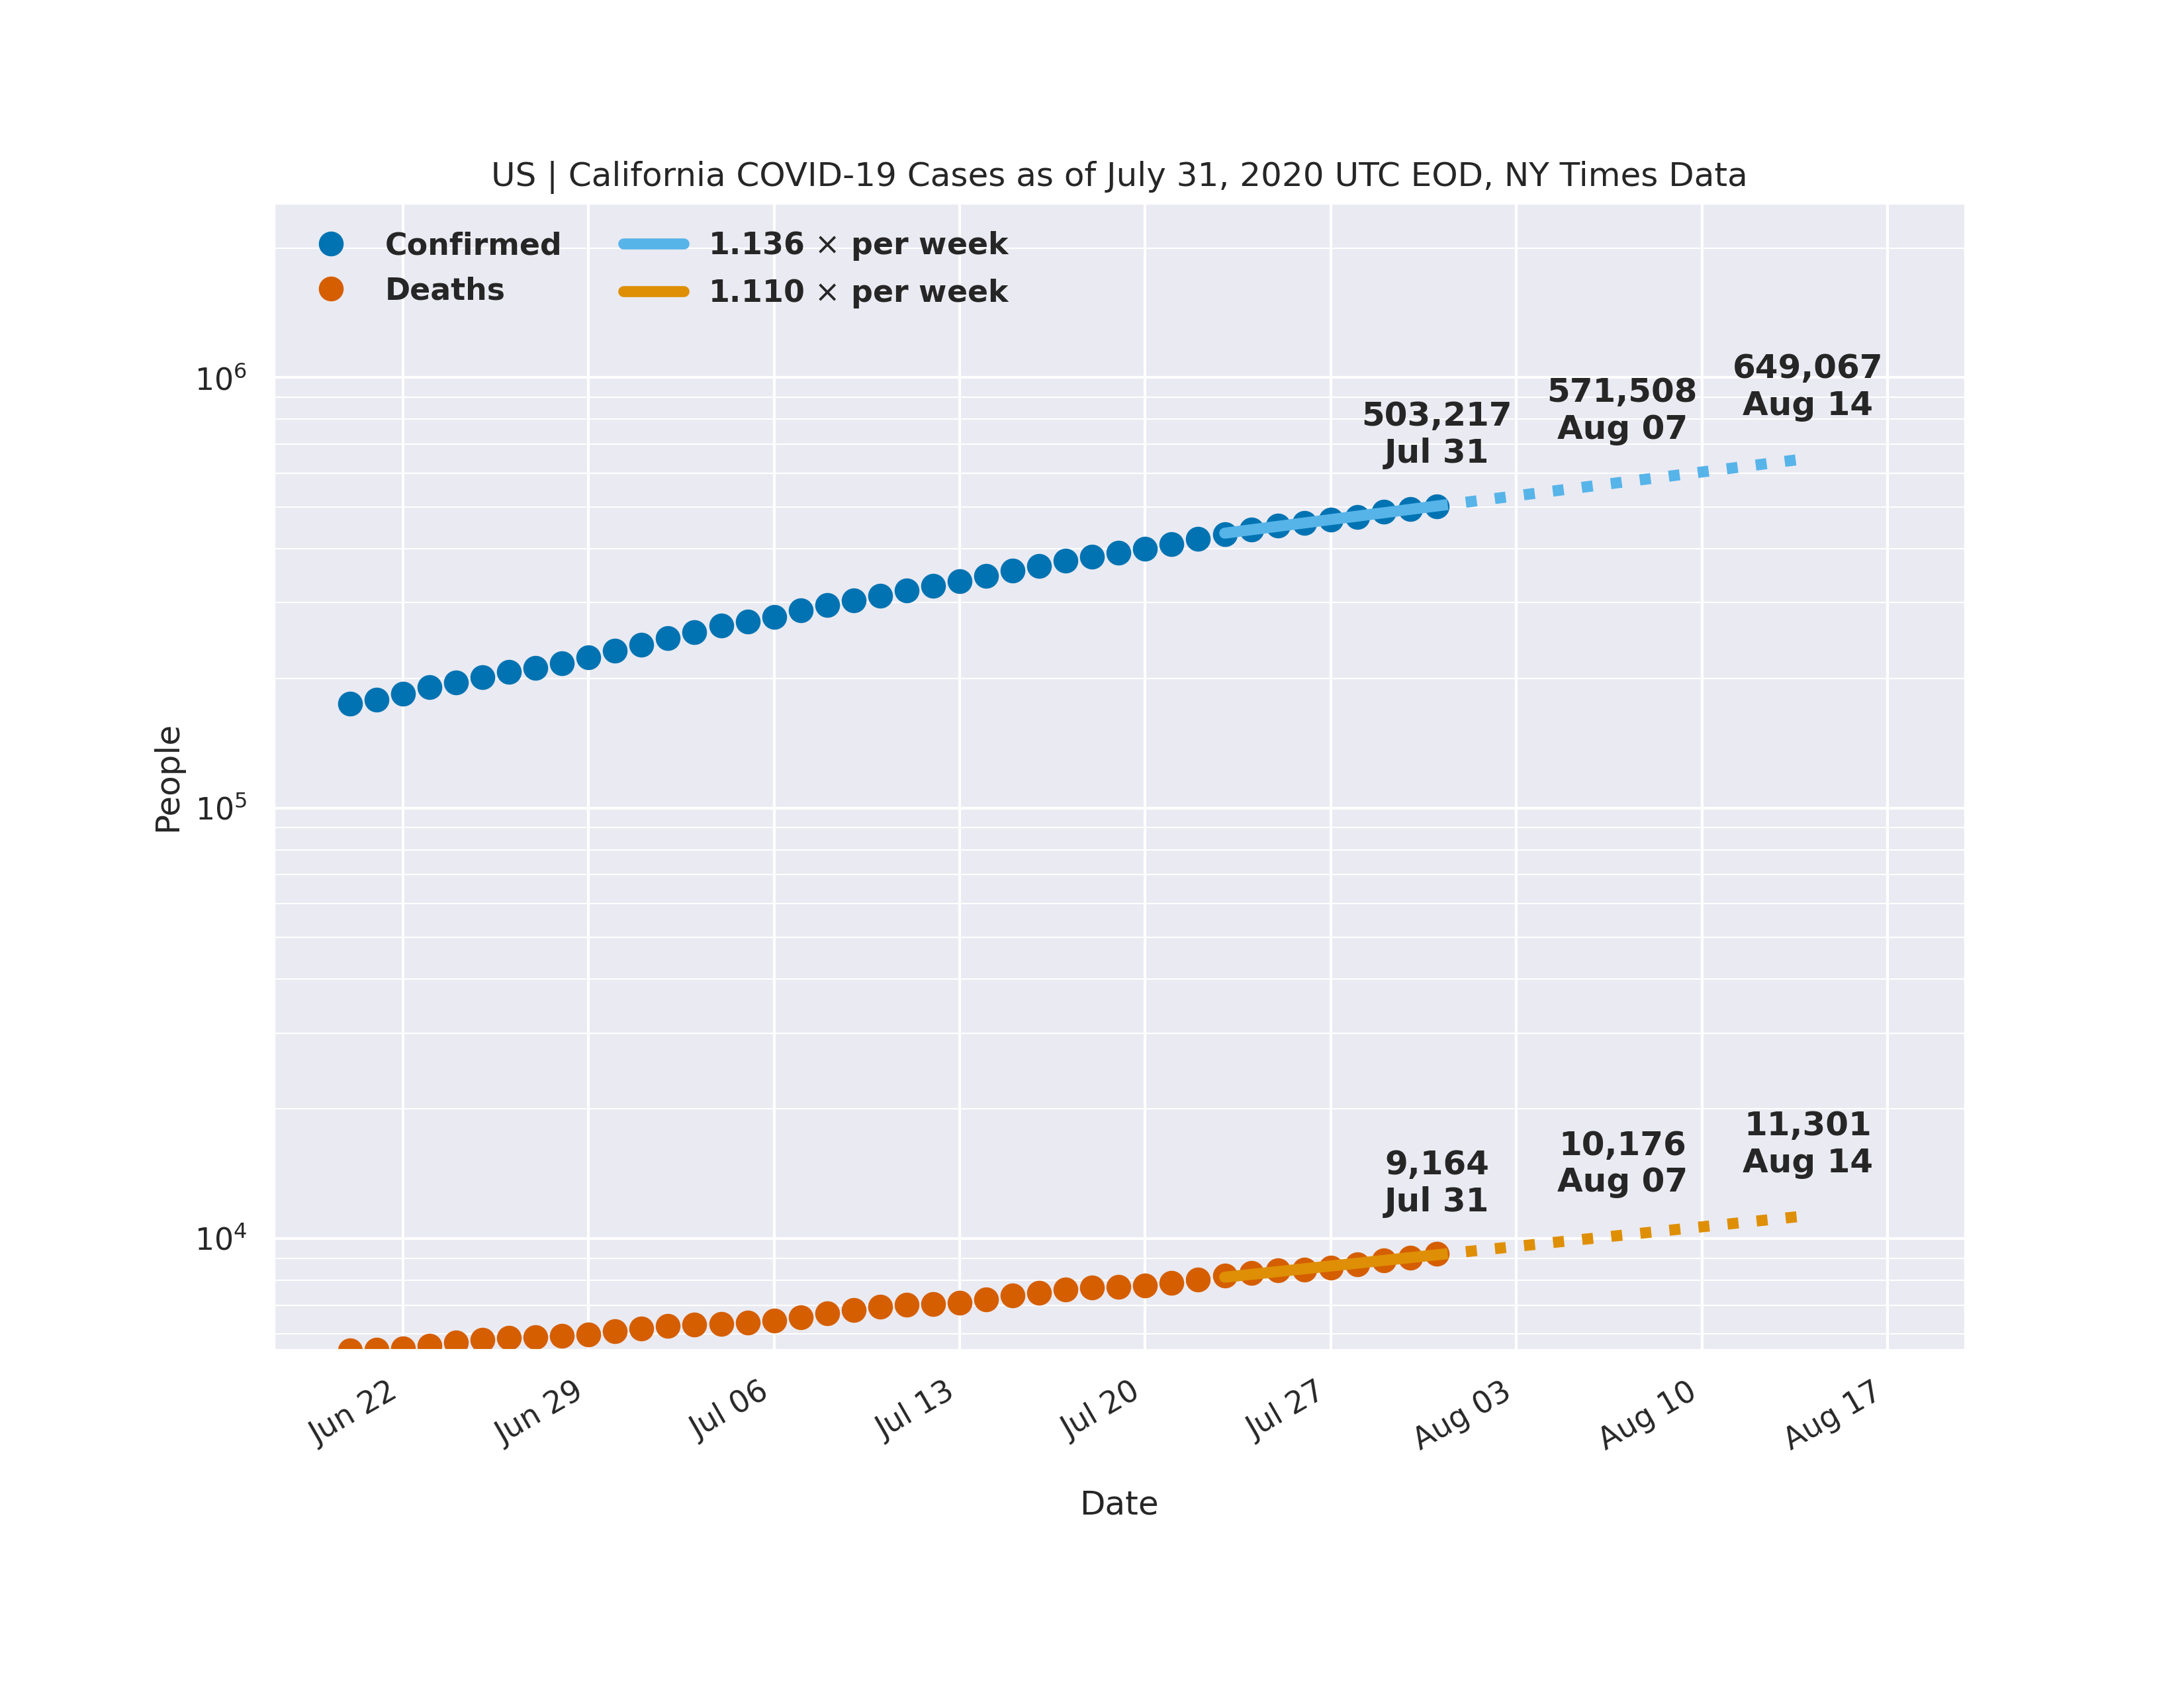 US | California COVID-19 Cases as of July 31, 2020 UTC EOD, NY Times Data
Confirmed
Deaths
1.136 × per week
1.110 × per week
10⁶
10⁵
10⁴
People
503,217
Jul 31
571,508
Aug 07
649,067
Aug 14
9,164
Jul 31
10,176
Aug 07
11,301
Aug 14
Jun 22
Jun 29
Jul 06
Jul 13
Jul 20
Jul 27
Aug 03
Aug 10
Aug 17
Date